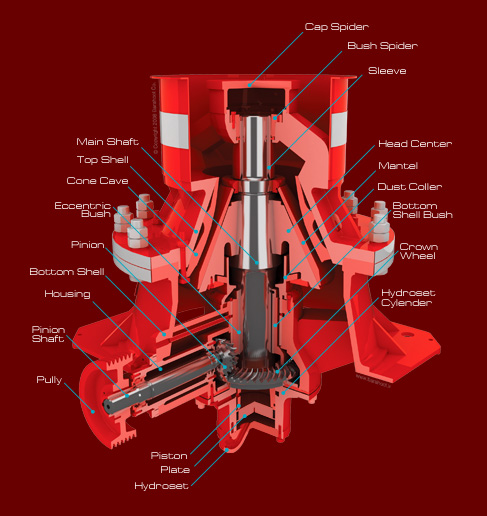 Cap Spider
Bush Spider
Sleeve
Main Shaft
Top Shell
Cone Cave
Eccentric
Bush
Pinion
Bottom Shell
Housing
Pinion
Shaft
Pully
Head Center
Mantel
Dust Coller
Bottom
Shell Bush
Crown
Wheel
Hydroset
Cylender
Piston
Plate
Hydroset